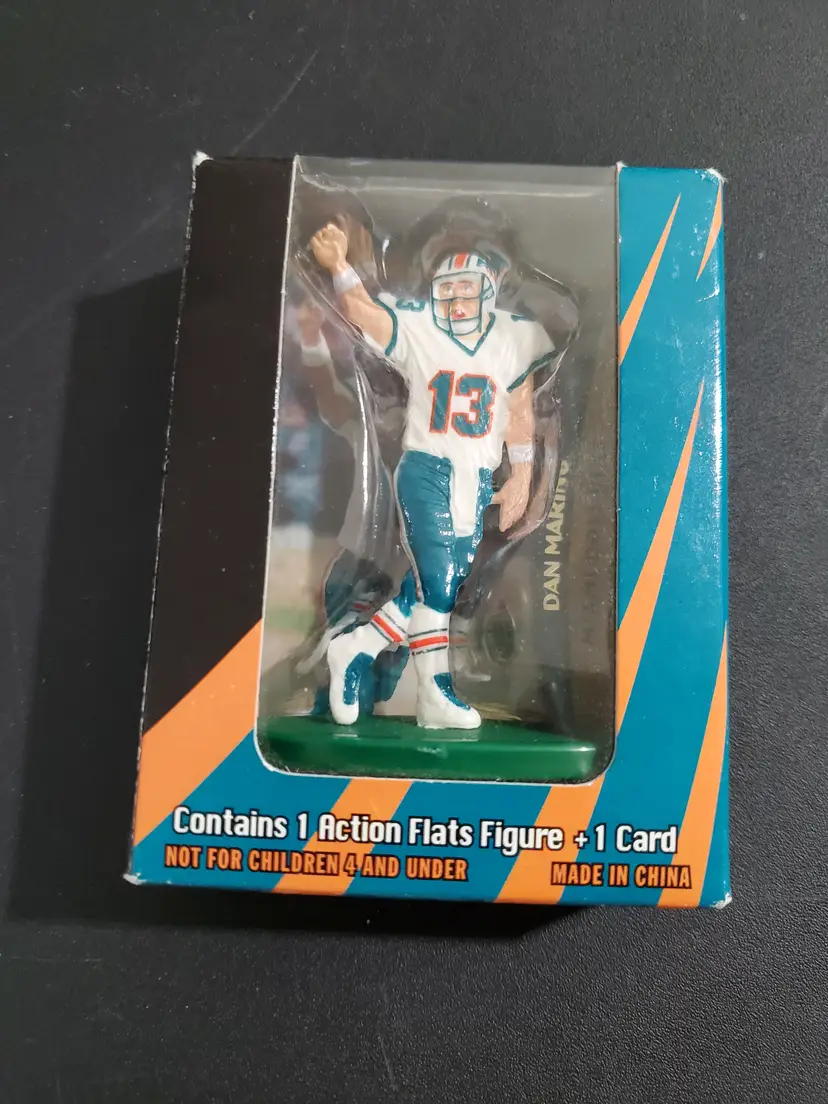 13
13
DAN MARINO
Contains 1 Action Flats Figure + 1 Card
NOT FOR CHILDREN 4 AND UNDER
MADE IN CHINA